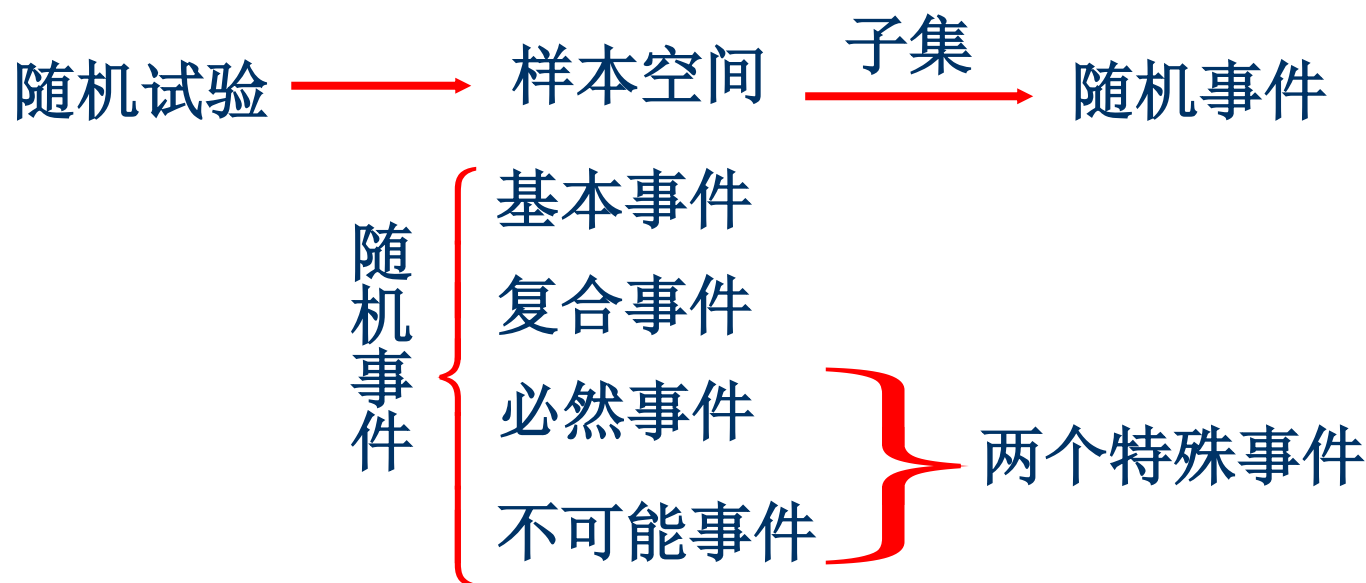 随机试验 样本空间 子集 随机事件
随机事件
基本事件
复合事件
必然事件
不可能事件
两个特殊事件